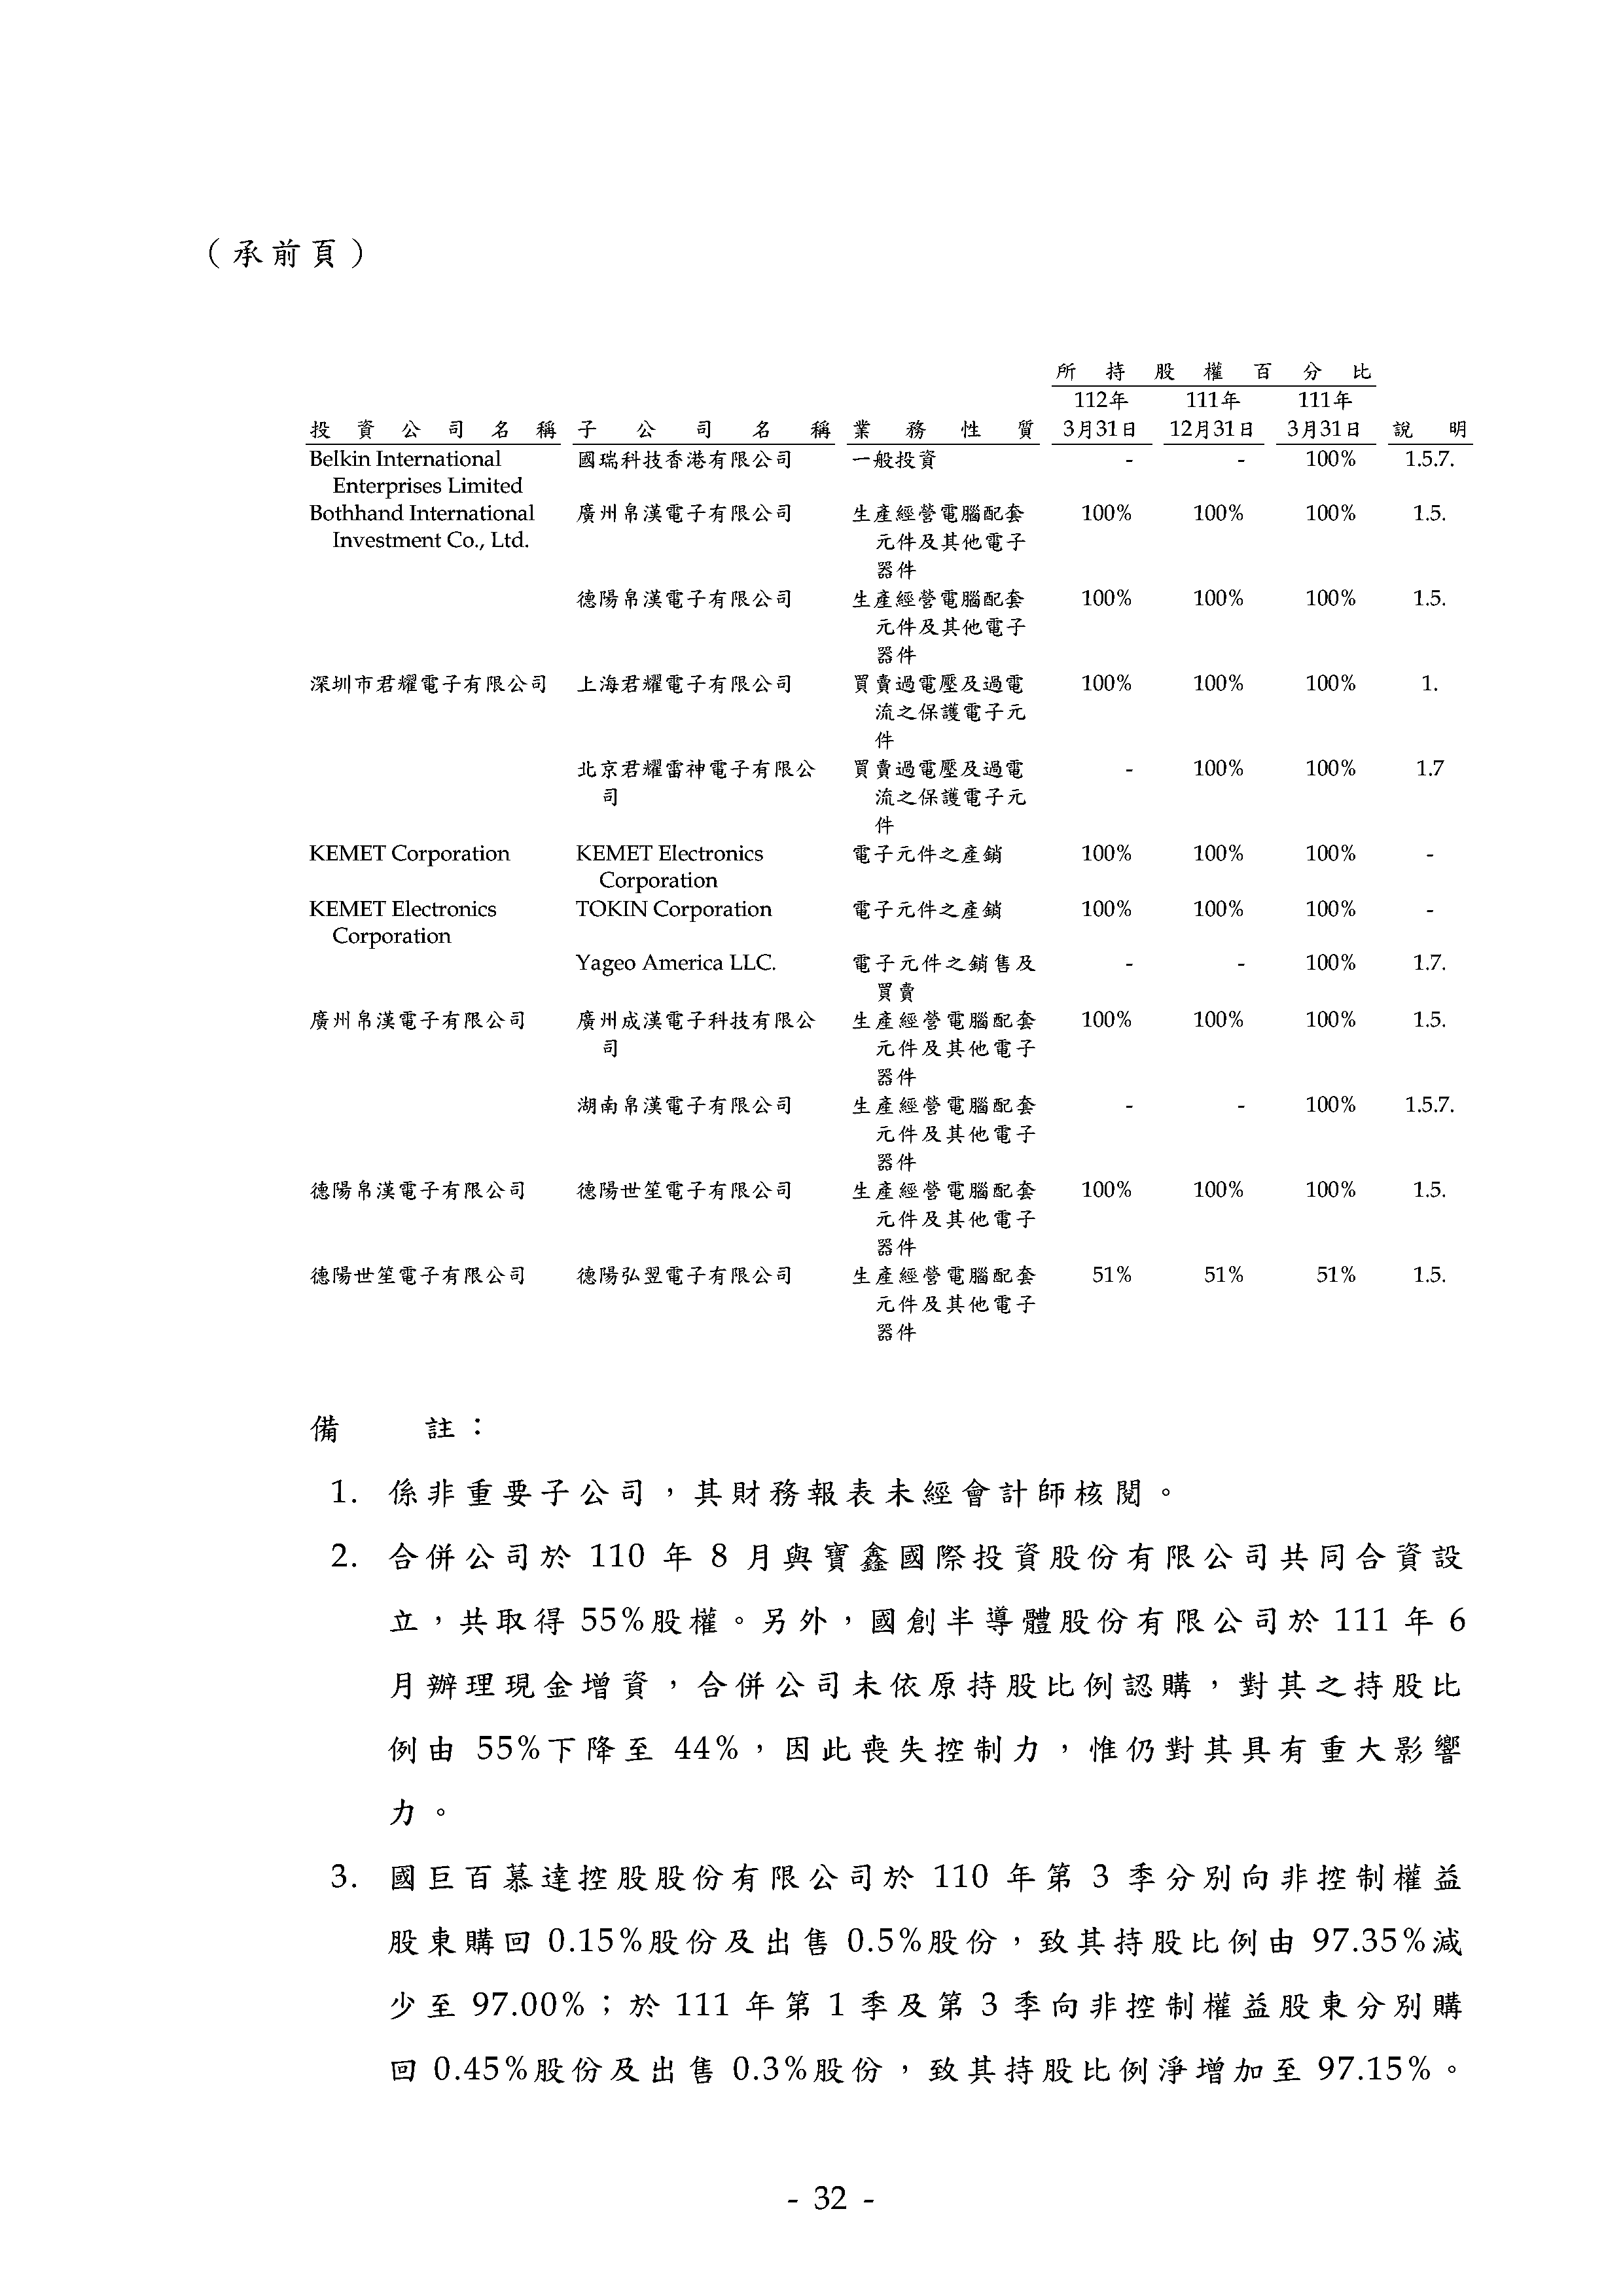 （承前頁）
所持股權百分比
112年 111年 111年
投資公司名稱 子公司名稱 業務性質 3月31日 12月31日 3月31日 說明
Belkin International 國瑞科技香港有限公司 一般投資 - - 100% 1.5.7.
Enterprises Limited
Bothhand International 廣州帛漢電子有限公司 生產經營電腦配套 100% 100% 100% 1.5.
Investment Co., Ltd. 元件及其他電子
器件
德陽帛漢電子有限公司 生產經營電腦配套 100% 100% 100% 1.5.
元件及其他電子
器件
深圳市君耀電子有限公司 上海君耀電子有限公司 買賣過電壓及過電 100% 100% 100% 1.
流之保護電子元
件
北京君耀雷神電子有限公 買賣過電壓及過電 - 100% 100% 1.7
司 流之保護電子元
件
KEMET Corporation KEMET Electronics 電子元件之產銷 100% 100% 100% -
Corporation
KEMET Electronics TOKIN Corporation 電子元件之產銷 100% 100% 100% -
Corporation
Yageo America LLC. 電子元件之銷售及 - - 100% 1.7.
買賣
廣州帛漢電子有限公司 廣州成漢電子科技有限公 生產經營電腦配套 100% 100% 100% 1.5.
司 元件及其他電子
器件
湖南帛漢電子有限公司 生產經營電腦配套 - - 100% 1.5.7.
元件及其他電子
器件
德陽帛漢電子有限公司 德陽世笙電子有限公司 生產經營電腦配套 100% 100% 100% 1.5.
元件及其他電子
器件
德陽世笙電子有限公司 德陽弘翌電子有限公司 生產經營電腦配套 51% 51% 51% 1.5.
元件及其他電子
器件
備註：
1. 係非重要子公司，其財務報表未經會計師核閱。
2. 合併公司於 110 年 8 月與寶鑫國際投資股份有限公司共同合資設
立，共取得 55%股權。另外，國創半導體股份有限公司於 111 年 6
月辦理現金增資，合併公司未依原持股比例認購，對其之持股比
例由 55%下降至 44%，因此喪失控制力，惟仍對其具有重大影響
力。
3. 國巨百慕達控股股份有限公司於 110 年第 3 季分別向非控制權益
股東購回 0.15%股份及出售 0.5%股份，致其持股比例由 97.35%減
少至 97.00%；於 111 年第 1 季及第 3 季向非控制權益股東分別購
回 0.45%股份及出售 0.3%股份，致其持股比例淨增加至 97.15%。
- 32 -